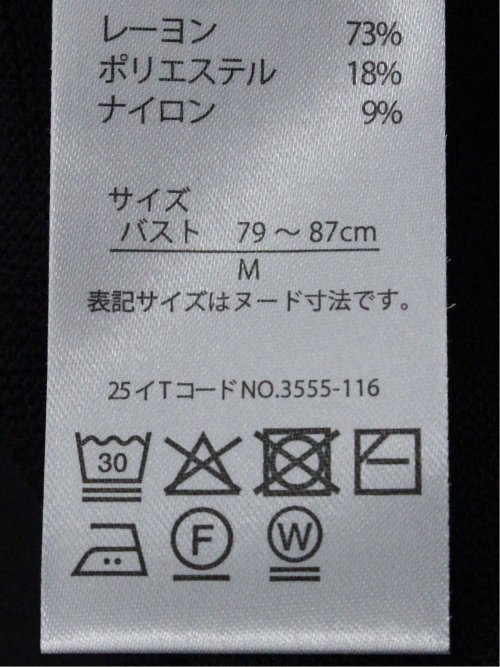 レーヨン 73%
ポリエステル 18%
ナイロン 9%
サイズ
バスト 79～87cm
M
表記サイズはヌード寸法です。
25イTコードNO.3555-116
30
F
W